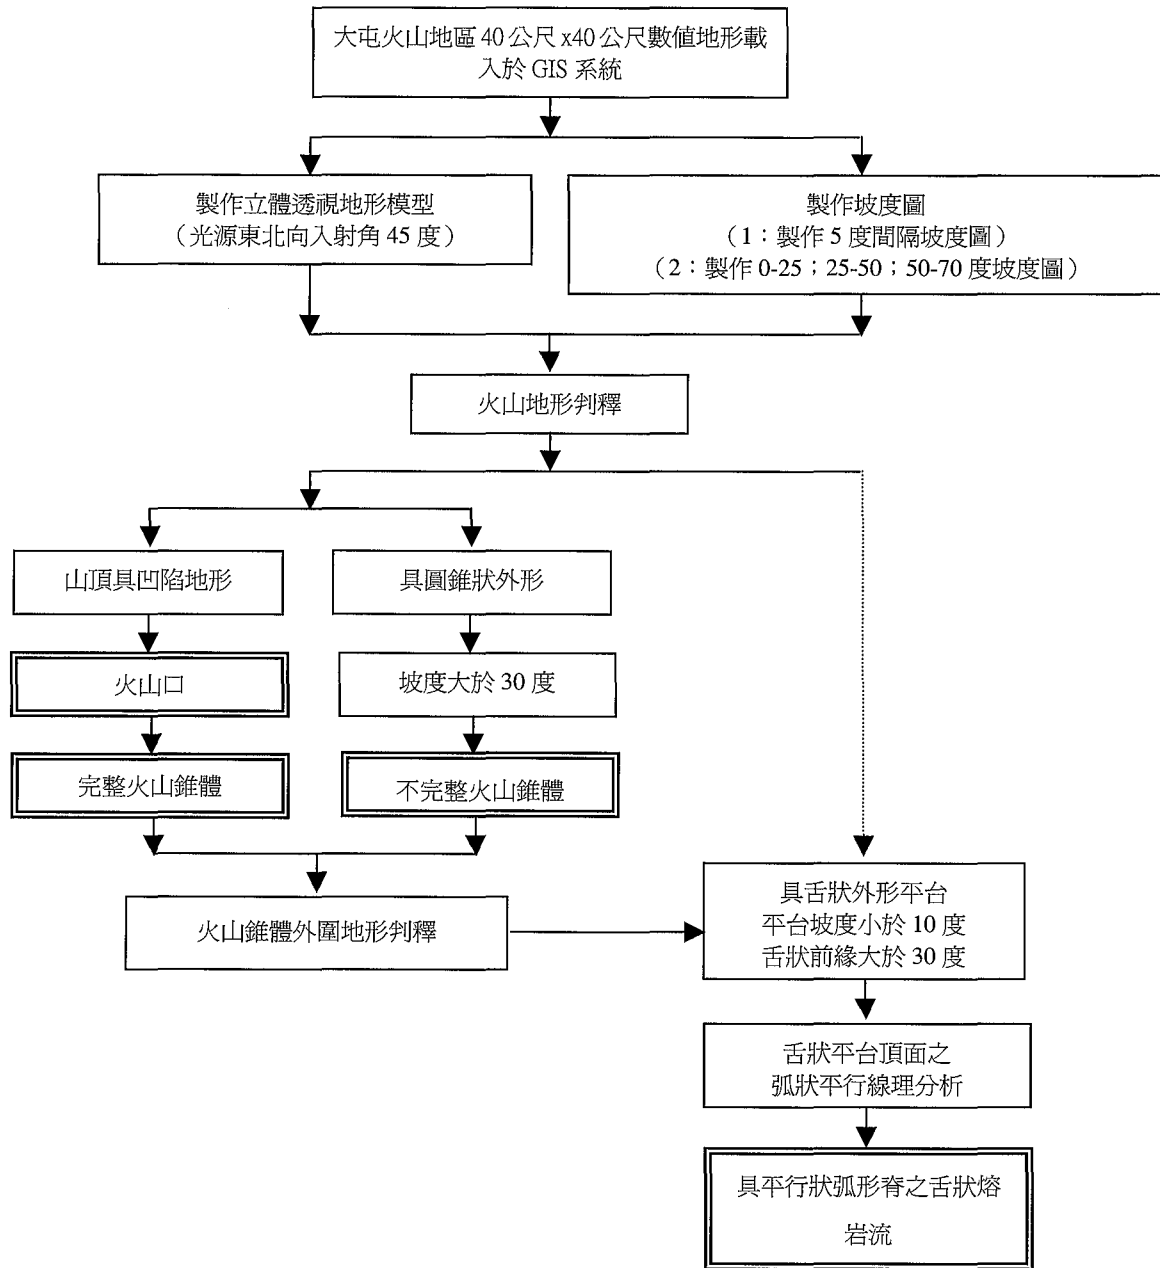 大屯火山地區 40 公尺 x40 公尺數值地形載
入於 GIS 系統
製作立體透視地形模型
（光源東北向入射角 45 度）
製作坡度圖
（1：製作 5 度間隔坡度圖）
（2：製作 0-25；25-50；50-70 度坡度圖）
火山地形判釋
山頂具凹陷地形
具圓錐狀外形
火山口
坡度大於 30 度
完整火山錐體
不完整火山錐體
火山錐體外圍地形判釋
具舌狀外形平台
平台坡度小於 10 度
舌狀前緣大於 30 度
舌狀平台頂面之
弧狀平行線理分析
具平行狀弧形脊之舌狀熔
岩流